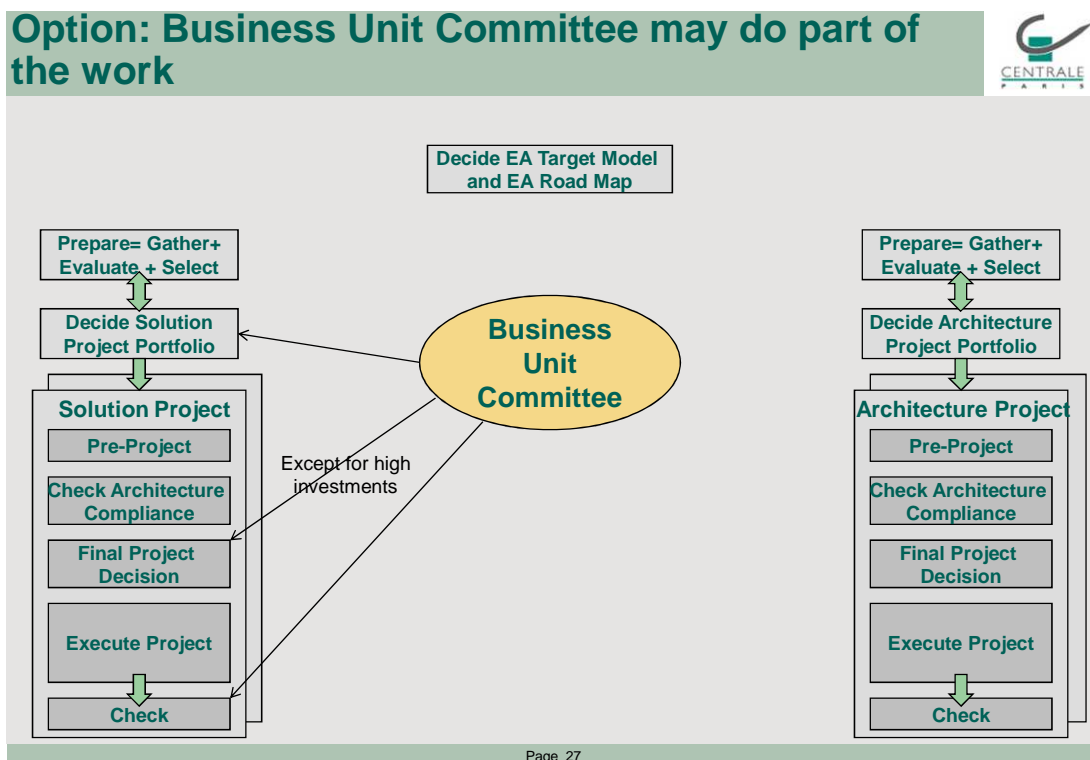 Option: Business Unit Committee may do part of
the work
CENTRALE
PARIS
Decide EA Target Model
and EA Road Map
Prepare= Gather+
Evaluate + Select
Decide Solution
Project Portfolio
Solution Project
Pre-Project
Check Architecture
Compliance
Final Project
Decision
Execute Project
Check
Business
Unit
Committee
Except for high
investments
Prepare= Gather+
Evaluate + Select
Decide Architecture
Project Portfolio
Architecture Project
Pre-Project
Check Architecture
Compliance
Final Project
Decision
Execute Project
Check
Page 27